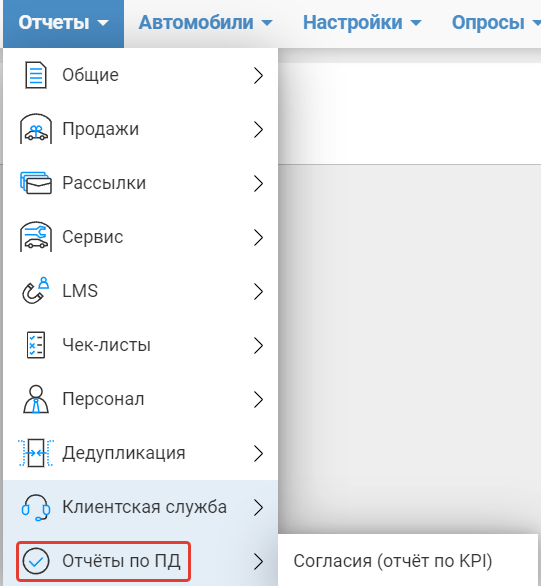 Отчеты Автомобили Настройки Опросы
Общие
Продажи
Рассылки
Сервис
LMS
Чек-листы
Персонал
Дедупликация
Клиентская служба
Отчёты по ПД
Согласия (отчёт по KPI)